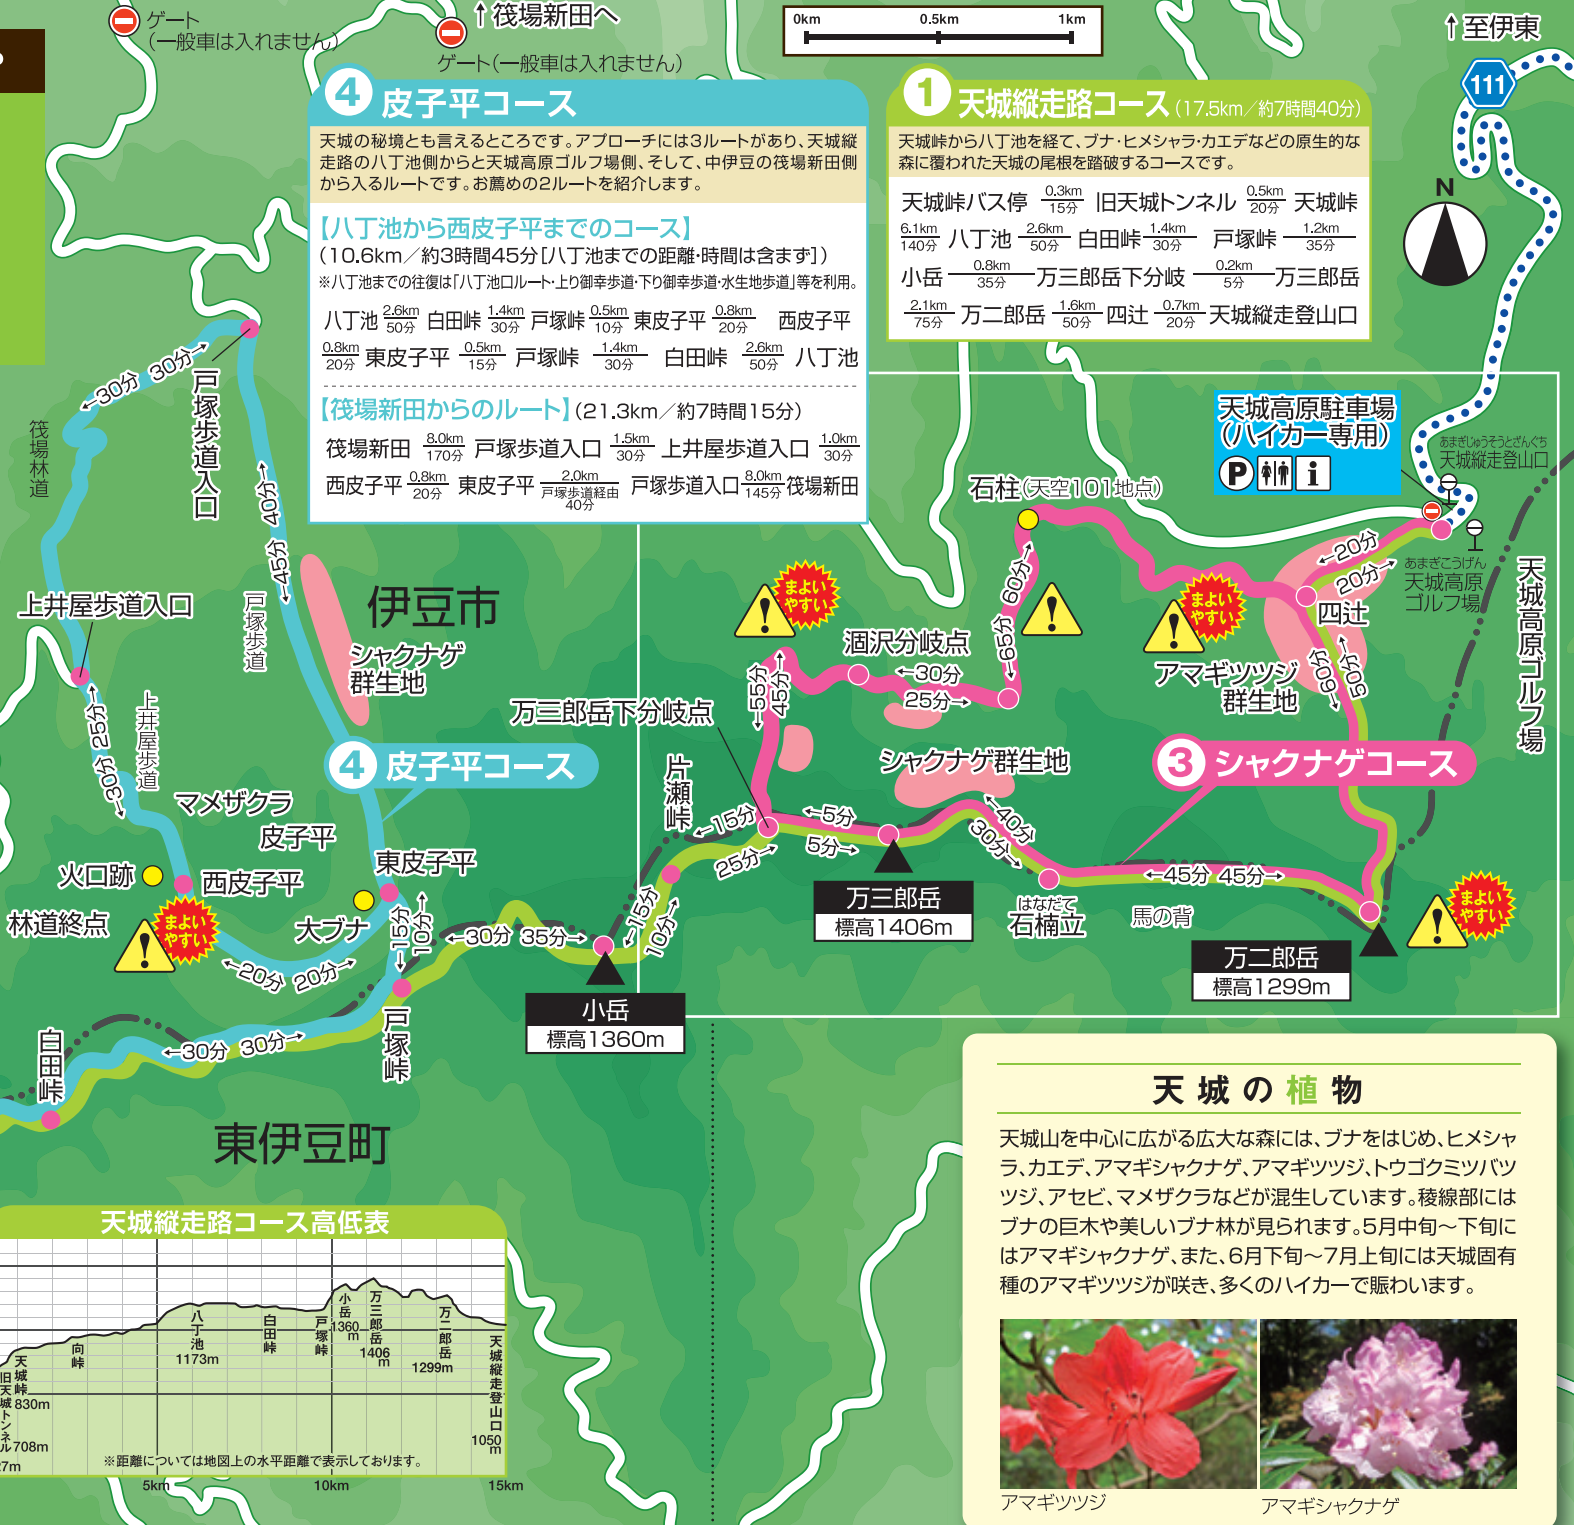 ゲート
(一般車は入れません)
↑筏場新田へ
ゲート(一般車は入れません)
0km 0.5km 1km
↑至伊東
111
N
4 皮子平コース
天城の秘境とも言えるところです。アプローチには3ルートがあり、天城縦
走路の八丁池側からと天城高原ゴルフ場側、そして、中伊豆の筏場新田側
から入るルートです。お薦めの2ルートを紹介します。
【八丁池から西皮子平までのコース】
(10.6km／約3時間45分[八丁池までの距離・時間は含まず])
※八丁池までの往復は「八丁池口ルート・上り御幸歩道・下り御幸歩道・水生地歩道」等を利用。
八丁池 2.6km 50分 白田峠 1.4km 30分 戸塚峠 0.5km 10分 東皮子平 0.8km 20分 西皮子平
0.8km 20分 東皮子平 0.5km 15分 戸塚峠 1.4km 30分 白田峠 2.6km 50分 八丁池
【筏場新田からのルート】(21.3km／約7時間15分)
筏場新田 8.0km 170分 戸塚歩道入口 1.5km 30分 上井屋歩道入口 1.0km 30分
西皮子平 0.8km 20分 東皮子平 2.0km 戸塚歩道経由 40分 戸塚歩道入口 8.0km 145分 筏場新田
1 天城縦走路コース(17.5km／約7時間40分)
天城峠から八丁池を経て、ブナ・ヒメシャラ・カエデなどの原生的な
森に覆われた天城の尾根を踏破するコースです。
天城峠バス停 0.3km 15分 旧天城トンネル 0.5km 20分 天城峠
6.1km 140分 八丁池 2.6km 50分 白田峠 1.4km 30分 戸塚峠 1.2km 35分
小岳 0.8km 35分 万三郎岳下分岐 0.2km 5分 万三郎岳
2.1km 75分 万二郎岳 1.6km 50分 四辻 0.7km 20分 天城縦走登山口
天城高原駐車場
(ハイカー専用)
P i
あまぎじゅうそうとざんぐち
天城縦走登山口
あまぎこうげん
天城高原
ゴルフ場
天城高原ゴルフ場
←20分
20分→
四辻
←60分
50分→
石柱(天空101地点)
60分→
←65分
まよい
やすい
まよい
やすい
アマギツツジ
群生地
涸沢分岐点
←30分
25分→
←55分
45分→
万三郎岳下分岐点
シャクナゲ群生地
3 シャクナゲコース
片瀬峠
←15分
25分→
←5分
5分→
←40分
30分→
←45分 45分→
万三郎岳
標高1406m
はなだて
石楠立
馬の背
万二郎岳
標高1299m
まよい
やすい
←30分 30分→
戸塚歩道入口
筏場林道
40分→
←45分
戸塚歩道
伊豆市
シャクナゲ
群生地
上井屋歩道入口
25分→
←30分
上井屋歩道
4 皮子平コース
マメザクラ
皮子平
火口跡
西皮子平
東皮子平
林道終点
まよい
やすい
大ブナ
←20分 20分→
←15分
10分→
←30分 35分→
←15分
10分→
小岳
標高1360m
戸塚峠
白田峠
←30分 30分→
東伊豆町
天城縦走路コース高低表
旧天城トンネル
708m
天城峠
830m
向峠
八丁池
1173m
白田峠
戸塚峠
小岳
1360m
万三郎岳
1406m
万二郎岳
1299m
天城縦走登山口
1050m
7m
※距離については地図上の水平距離で表示しております。
5km 10km 15km
天城の植物
天城山を中心に広がる広大な森には、ブナをはじめ、ヒメシャ
ラ、カエデ、アマギシャクナゲ、アマギツツジ、トウゴクミツバツ
ツジ、アセビ、マメザクラなどが混生しています。稜線部には
ブナの巨木や美しいブナ林が見られます。5月中旬～下旬に
はアマギシャクナゲ、また、6月下旬～7月上旬には天城固有
種のアマギツツジが咲き、多くのハイカーで賑わいます。
アマギツツジ
アマギシャクナゲ